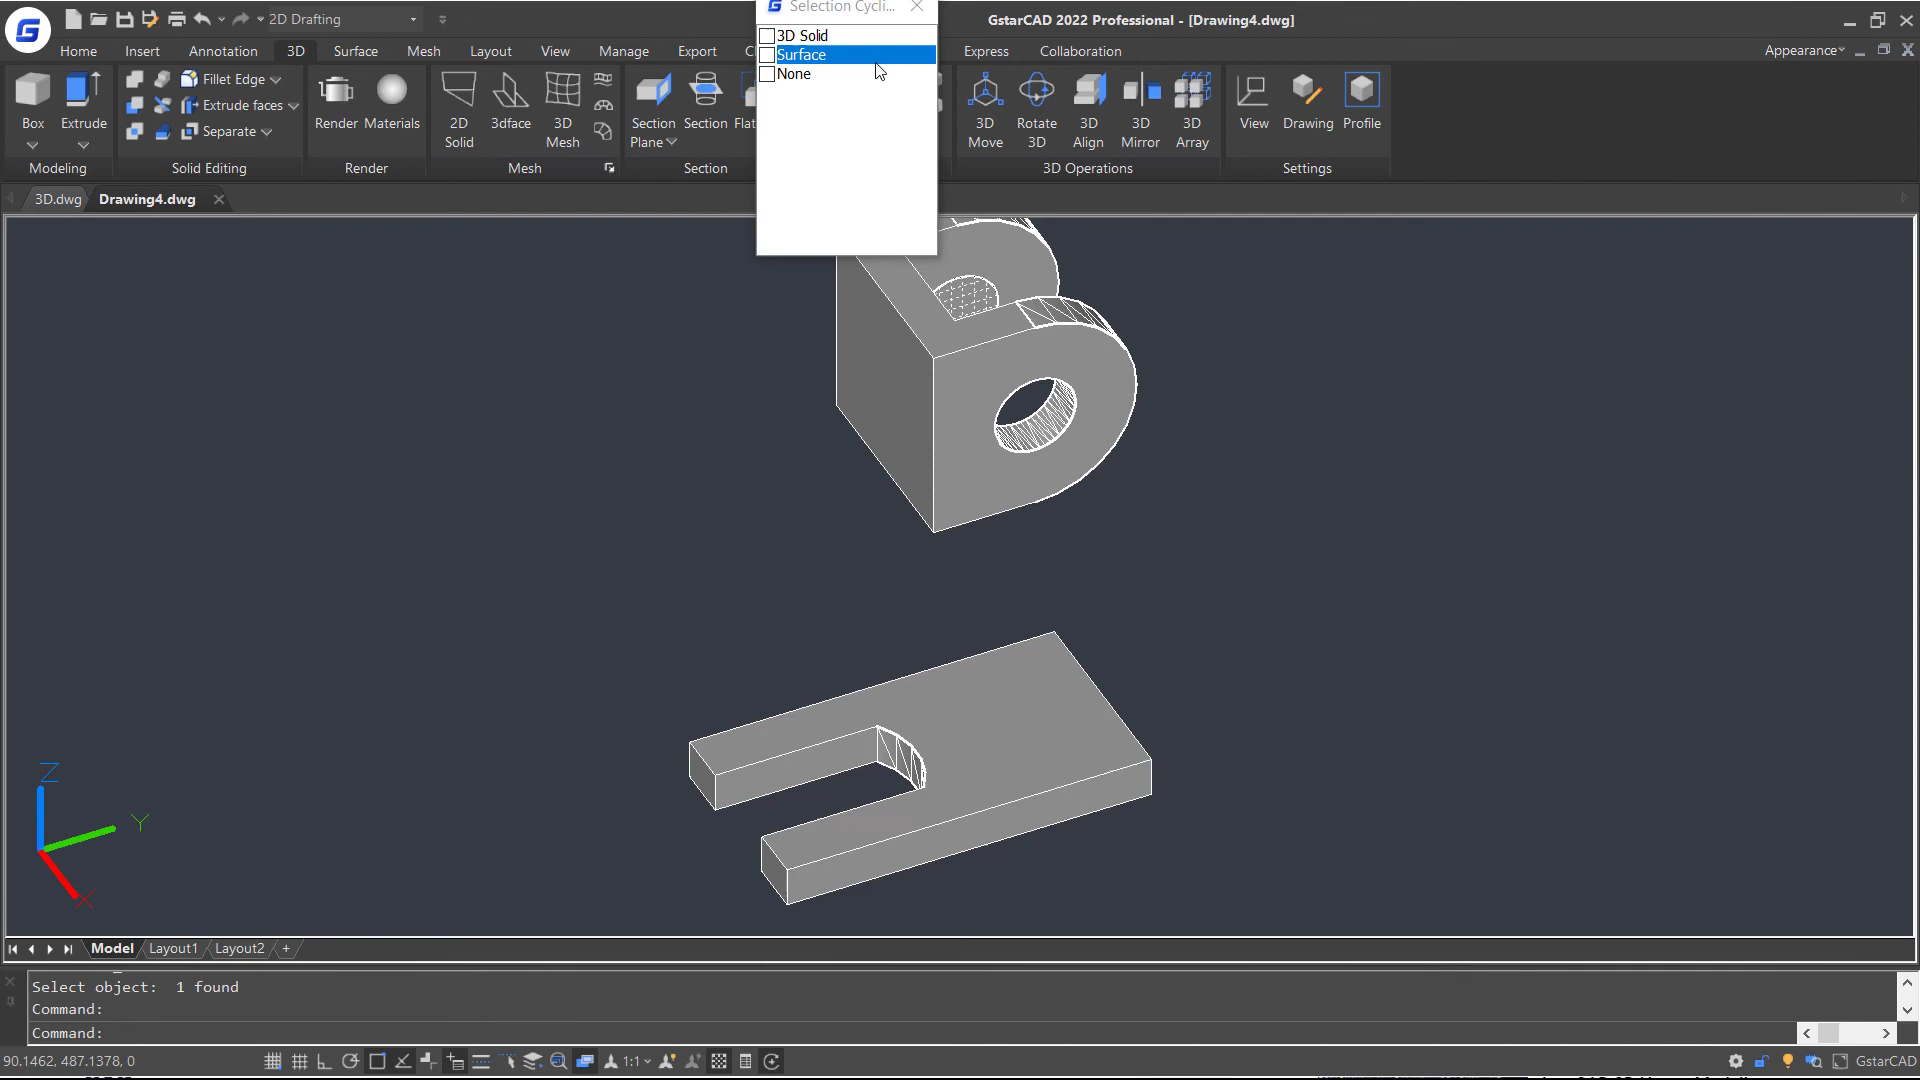 2D Drafting
Selection Cycli...
GstarCAD 2022 Professional - [Drawing4.dwg]
Home Insert Annotation 3D Surface Mesh Layout View Manage Export Express Collaboration
Appearance
3D Solid
Surface
None
Box
Extrude
Modeling
Fillet Edge
Extrude faces
Separate
Solid Editing
Render
Materials
Render
2D
Solid
3dface
3D
Mesh
Mesh
Section
Plane
Section
Section
3D
Move
Rotate
3D
3D
Align
3D
Mirror
3D
Array
3D Operations
View
Drawing
Profile
Settings
3D.dwg
Drawing4.dwg
Z
Y
X
Model Layout1 Layout2 +
Select object: 1 found
Command:
Command:
90.1462, 487.1378, 0
1:1
GstarCAD